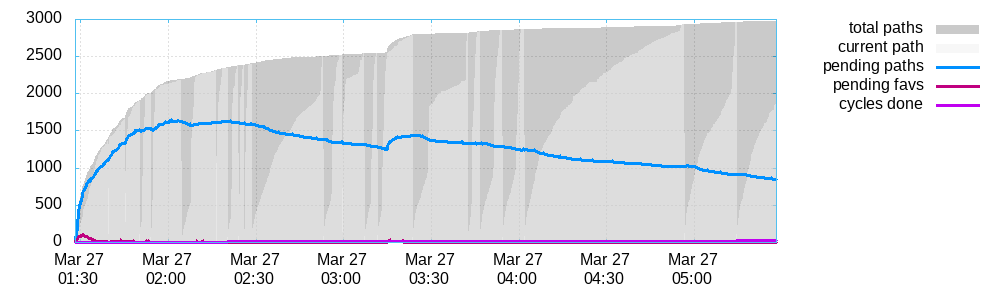 3000
2500
2000
1500
1000
500
0
Mar 27 Mar 27 Mar 27 Mar 27 Mar 27 Mar 27 Mar 27 Mar 27
01:30 02:00 02:30 03:00 03:30 04:00 04:30 05:00
total paths
current path
pending paths
pending favs
cycles done